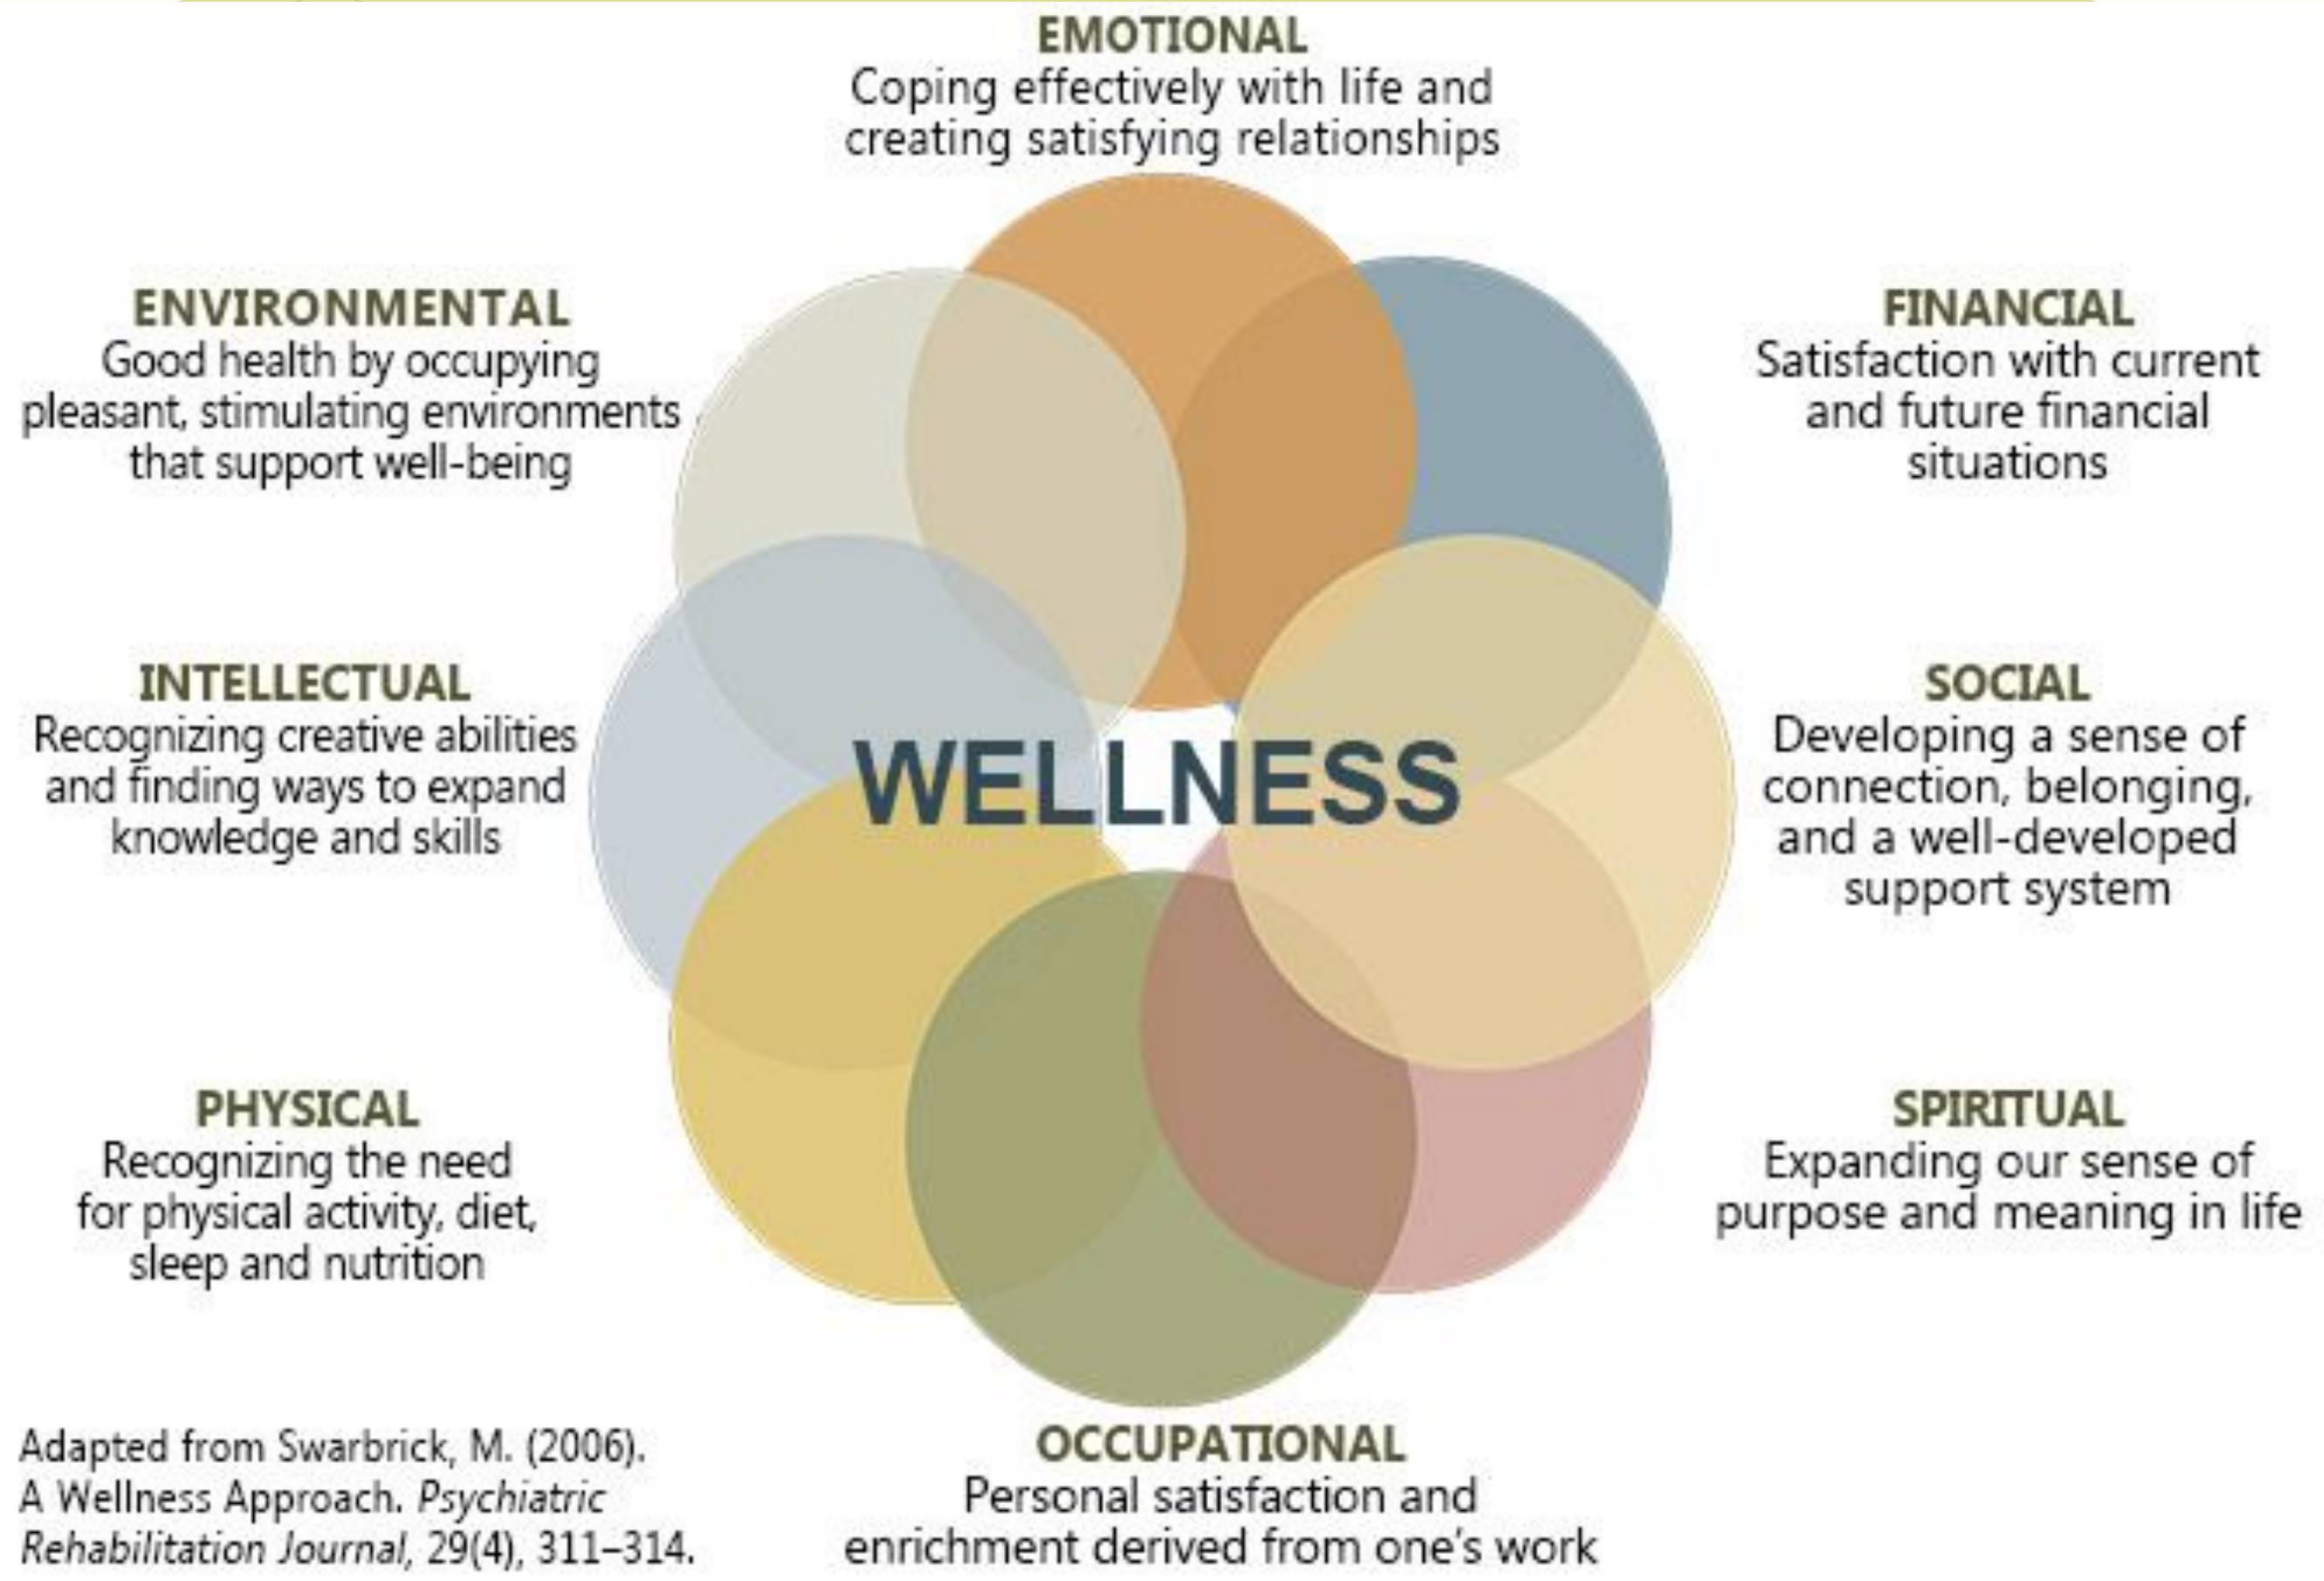 EMOTIONAL
Coping effectively with life and
creating satisfying relationships
ENVIRONMENTAL
Good health by occupying
pleasant, stimulating environments
that support well-being
FINANCIAL
Satisfaction with current
and future financial
situations
INTELLECTUAL
Recognizing creative abilities
and finding ways to expand
knowledge and skills
WELLNESS
SOCIAL
Developing a sense of
connection, belonging,
and a well-developed
support system
PHYSICAL
Recognizing the need
for physical activity, diet,
sleep and nutrition
SPIRITUAL
Expanding our sense of
purpose and meaning in life
OCCUPATIONAL
Personal satisfaction and
enrichment derived from one's work
Adapted from Swarbrick, M. (2006).
A Wellness Approach. Psychiatric
Rehabilitation Journal, 29(4), 311–314.